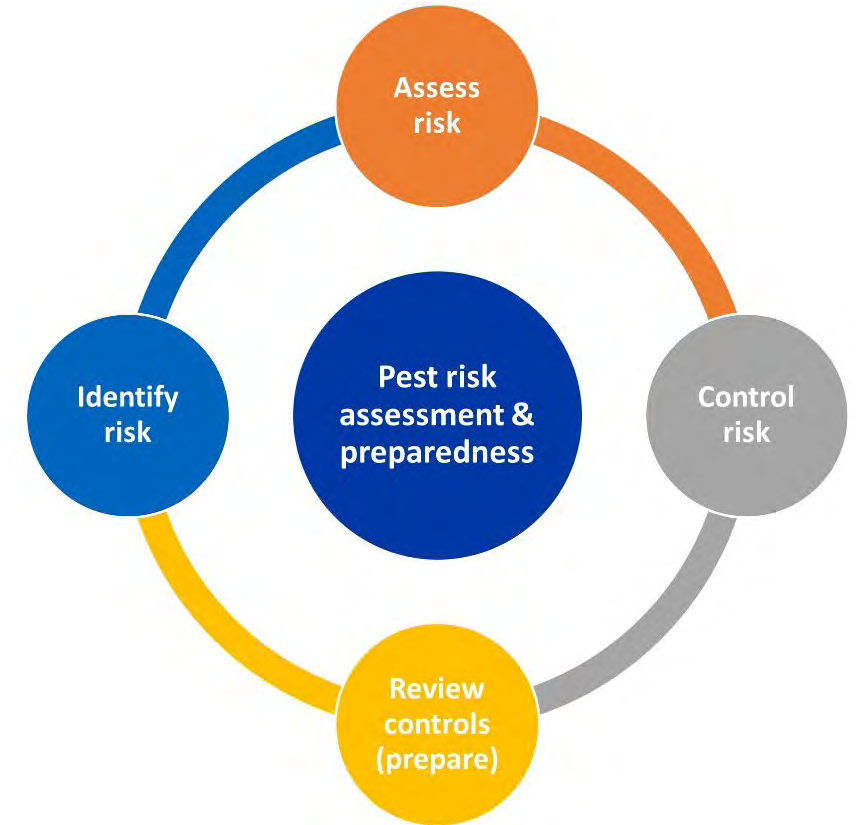 Assess
risk
Identify
risk
Pest risk
assessment &
preparedness
Control
risk
Review
controls
(prepare)